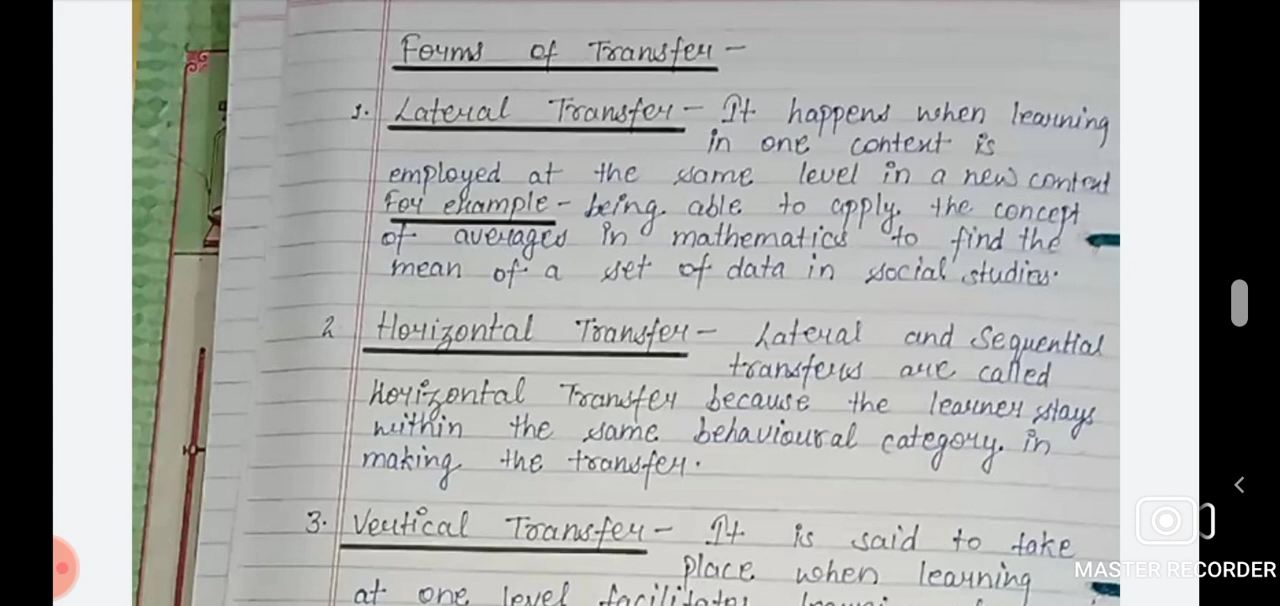 Forms of Transfer -
1. Lateral Transfer - It happens when learning
in one content is
employed at the same level in a new context
For example - being able to apply the concept
of averages in mathematics to find the
mean of a set of data in social studies.
2 Horizontal Transfer - Lateral and Sequential
transfers are called
horizontal Transfer because the learner stays
within the same behavioural category in
making the transfer.
3. Vertical Transfer - It is said to take
place when learning
at one level facilitates
MASTER RECORDER